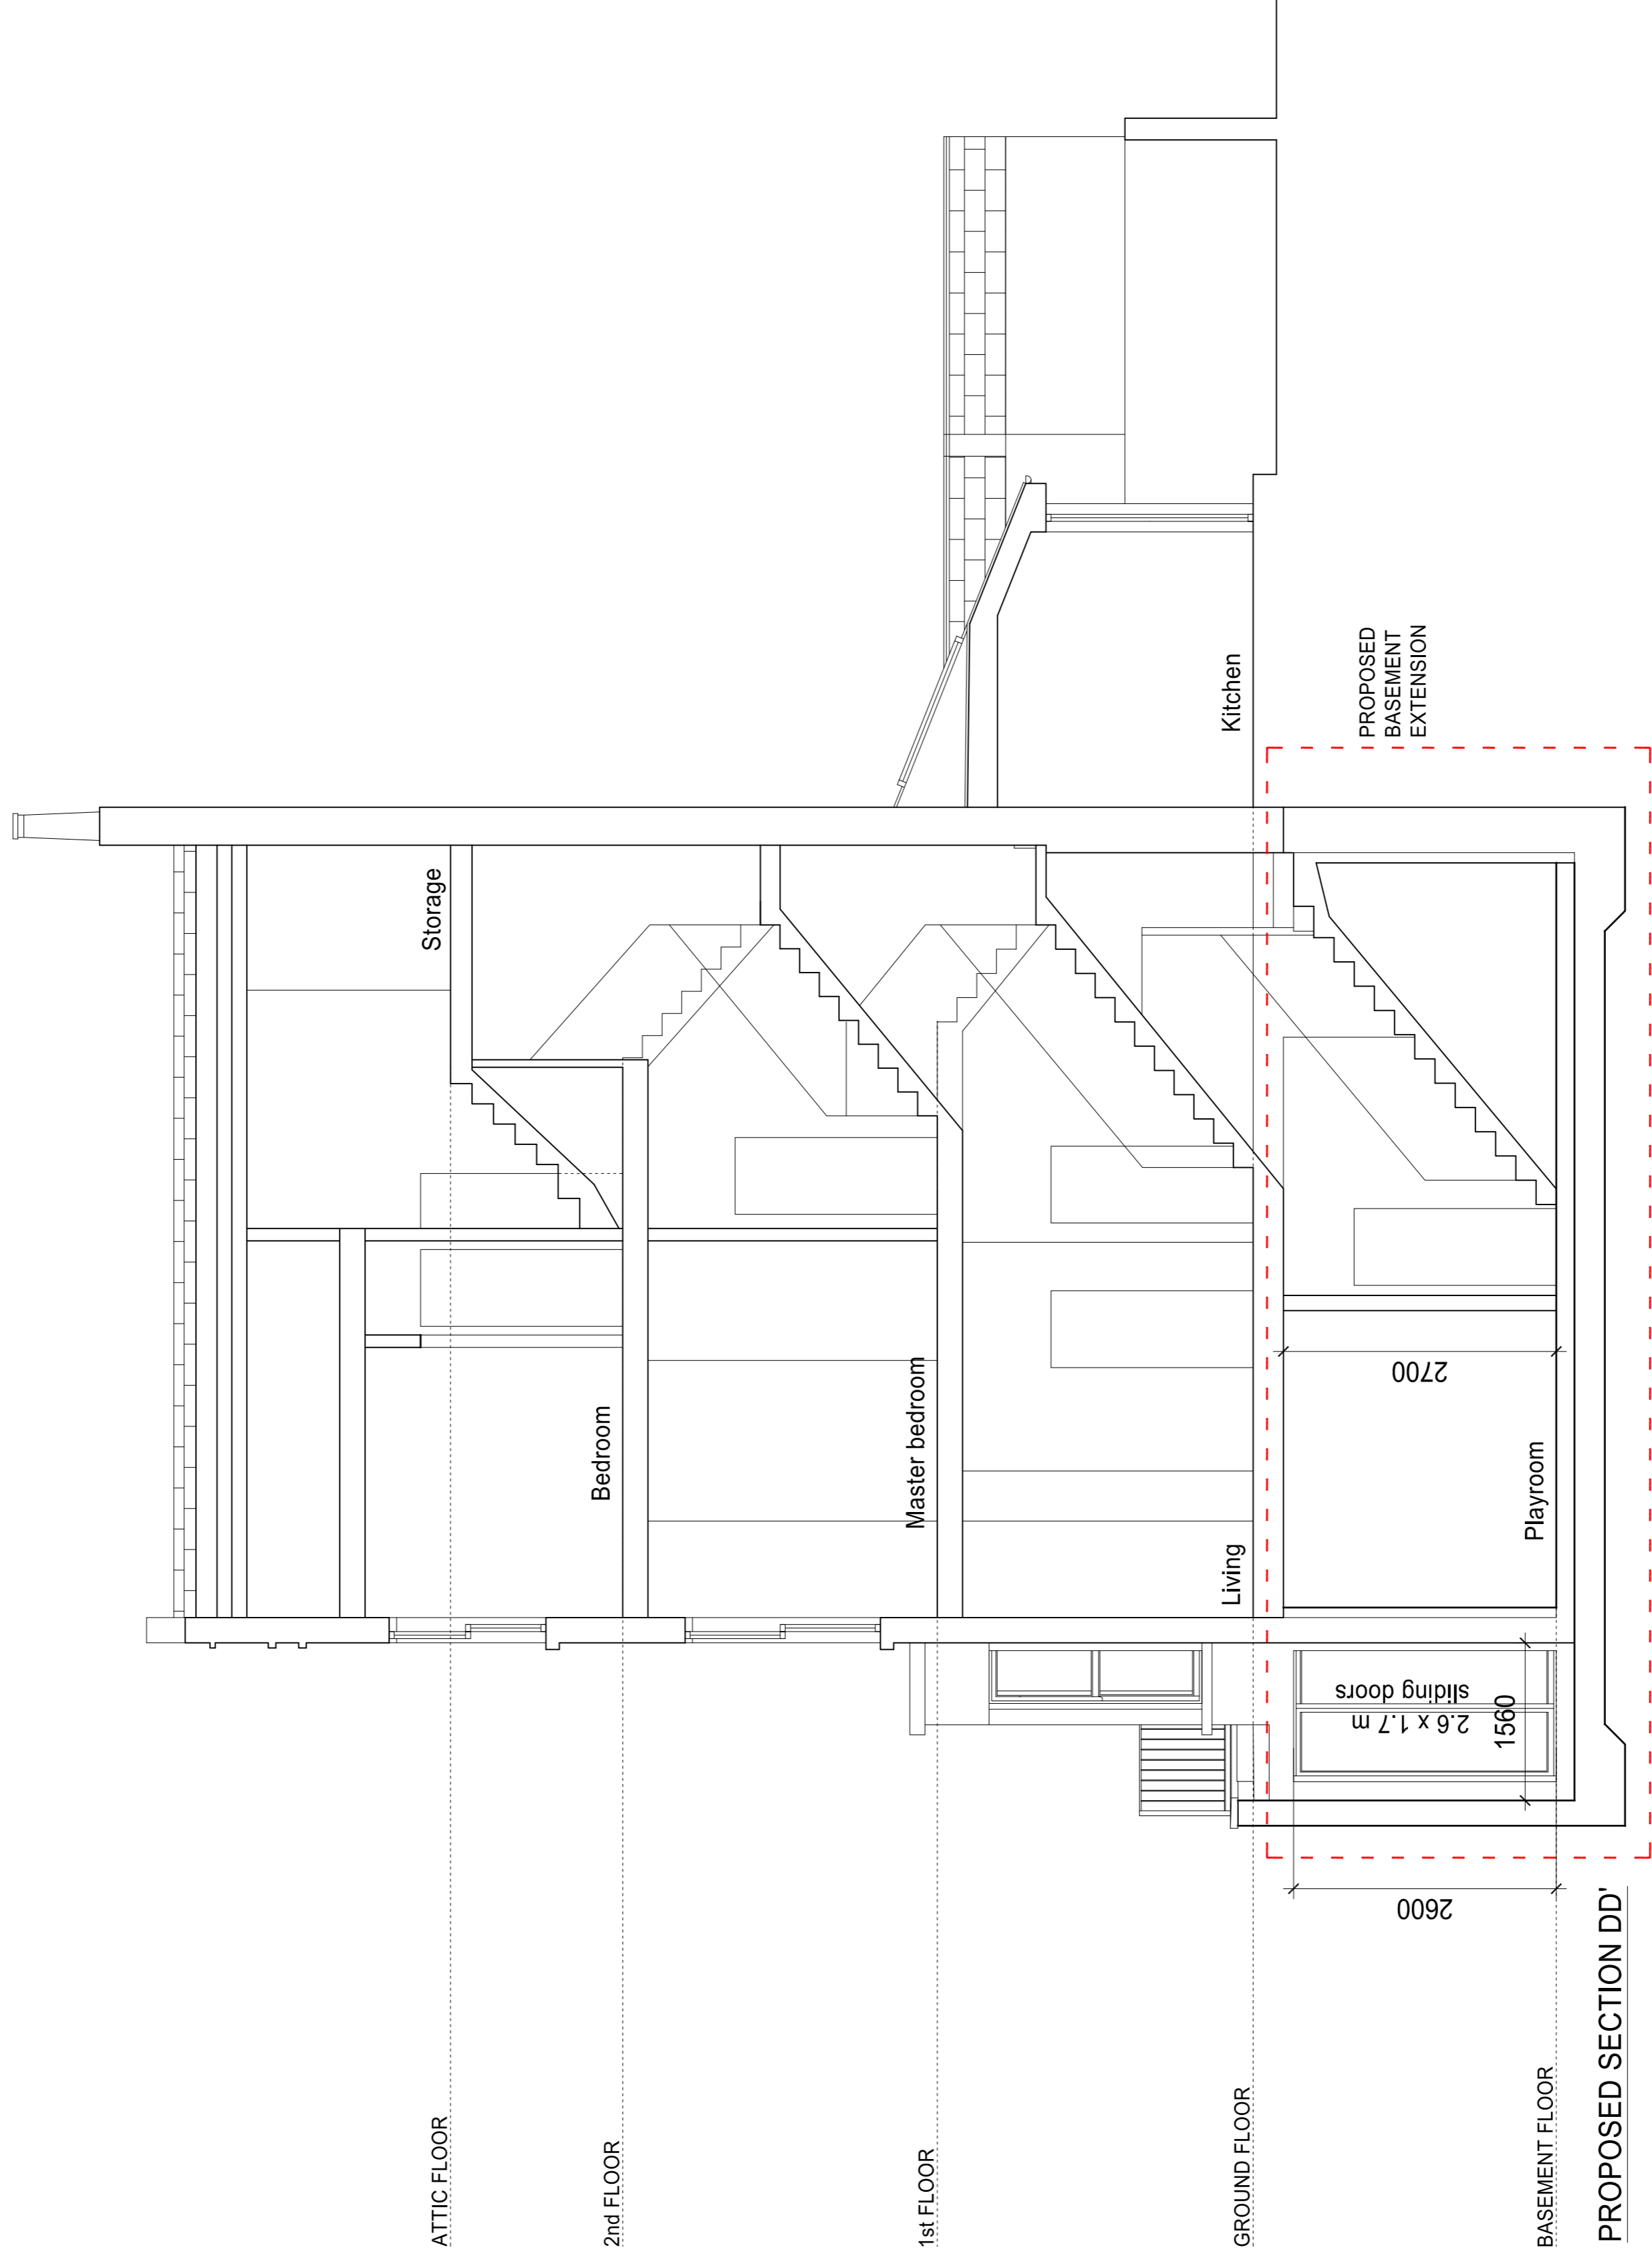 Storage
Bedroom
Master bedroom
Living
Kitchen
PROPOSED
BASEMENT
EXTENSION
Playroom
2700
2.6 x 1.7 m
sliding doors
1560
2600
ATTIC FLOOR
2nd FLOOR
1st FLOOR
GROUND FLOOR
BASEMENT FLOOR
PROPOSED SECTION DD'